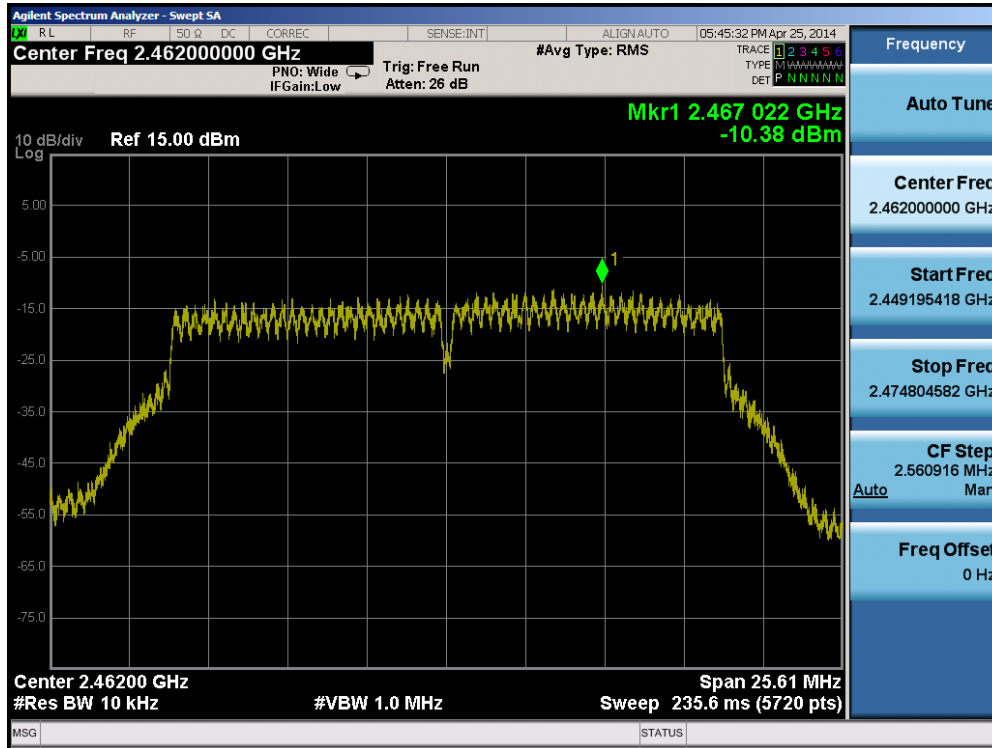 Agilent Spectrum Analyzer - Swept SA
LXI RL RF 50 Ω DC CORREC SENSE:INT ALIGN AUTO 05:45:32 PM Apr 25, 2014
Center Freq 2.462000000 GHz
#Avg Type: RMS
TRACE 1 2 3 4 5 6
PNO: Wide
Trig: Free Run
TYPE M
IFGain:Low
Atten: 26 dB
DET P N N N N N
Frequency
Mkr1 2.467 022 GHz
-10.38 dBm
10 dB/div
Log
Ref 15.00 dBm
5.00
-5.00
-15.0
-25.0
-35.0
-45.0
-55.0
-65.0
-75.0
1
Center 2.46200 GHz
Span 25.61 MHz
#Res BW 10 kHz
#VBW 1.0 MHz
Sweep 235.6 ms (5720 pts)
Auto Tune
Center Freq
2.462000000 GHz
Start Freq
2.449195418 GHz
Stop Freq
2.474804582 GHz
CF Step
2.560916 MHz
Auto Man
Freq Offset
0 Hz
MSG
STATUS